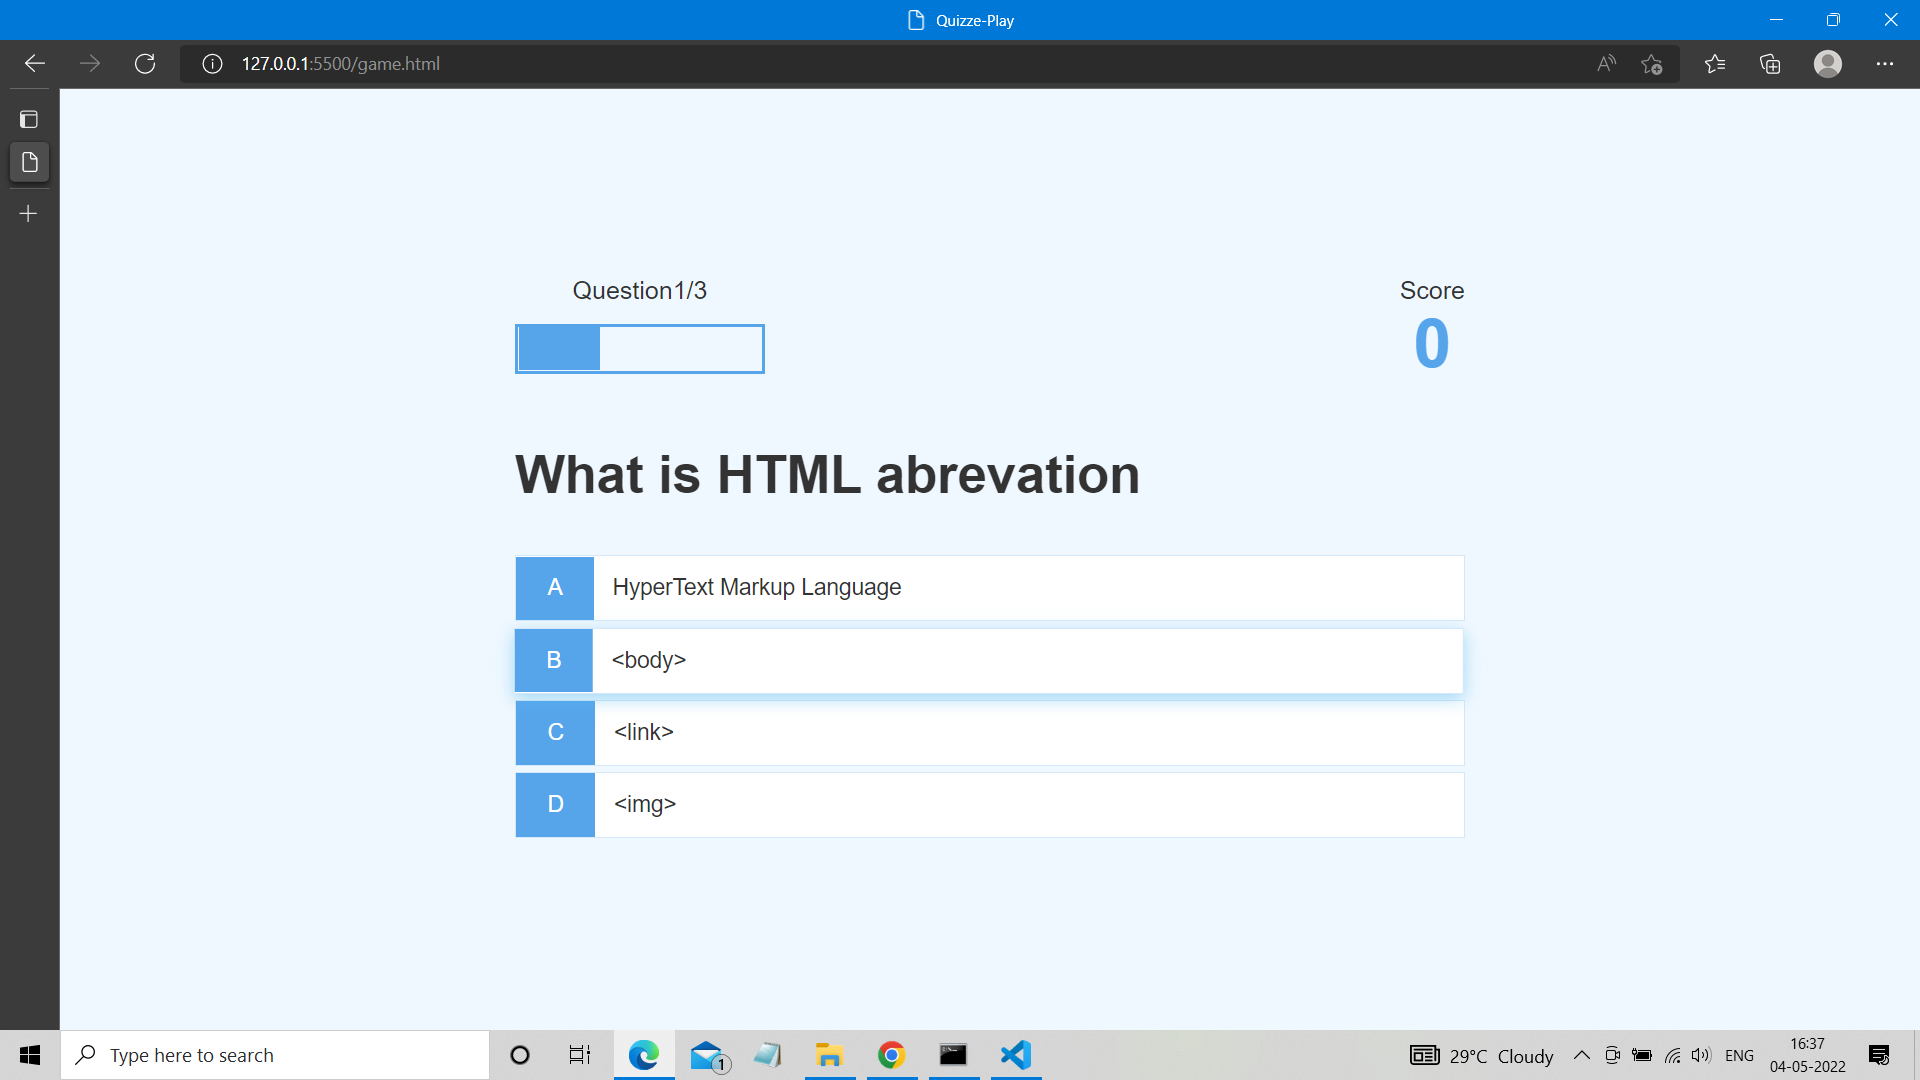 Quizze-Play
127.0.0.1:5500/game.html
Question1/3
Score
0
What is HTML abrevation
A HyperText Markup Language
B <body>
C <link>
D <img>
Type here to search
1
29°C Cloudy
ENG
16:37
04-05-2022